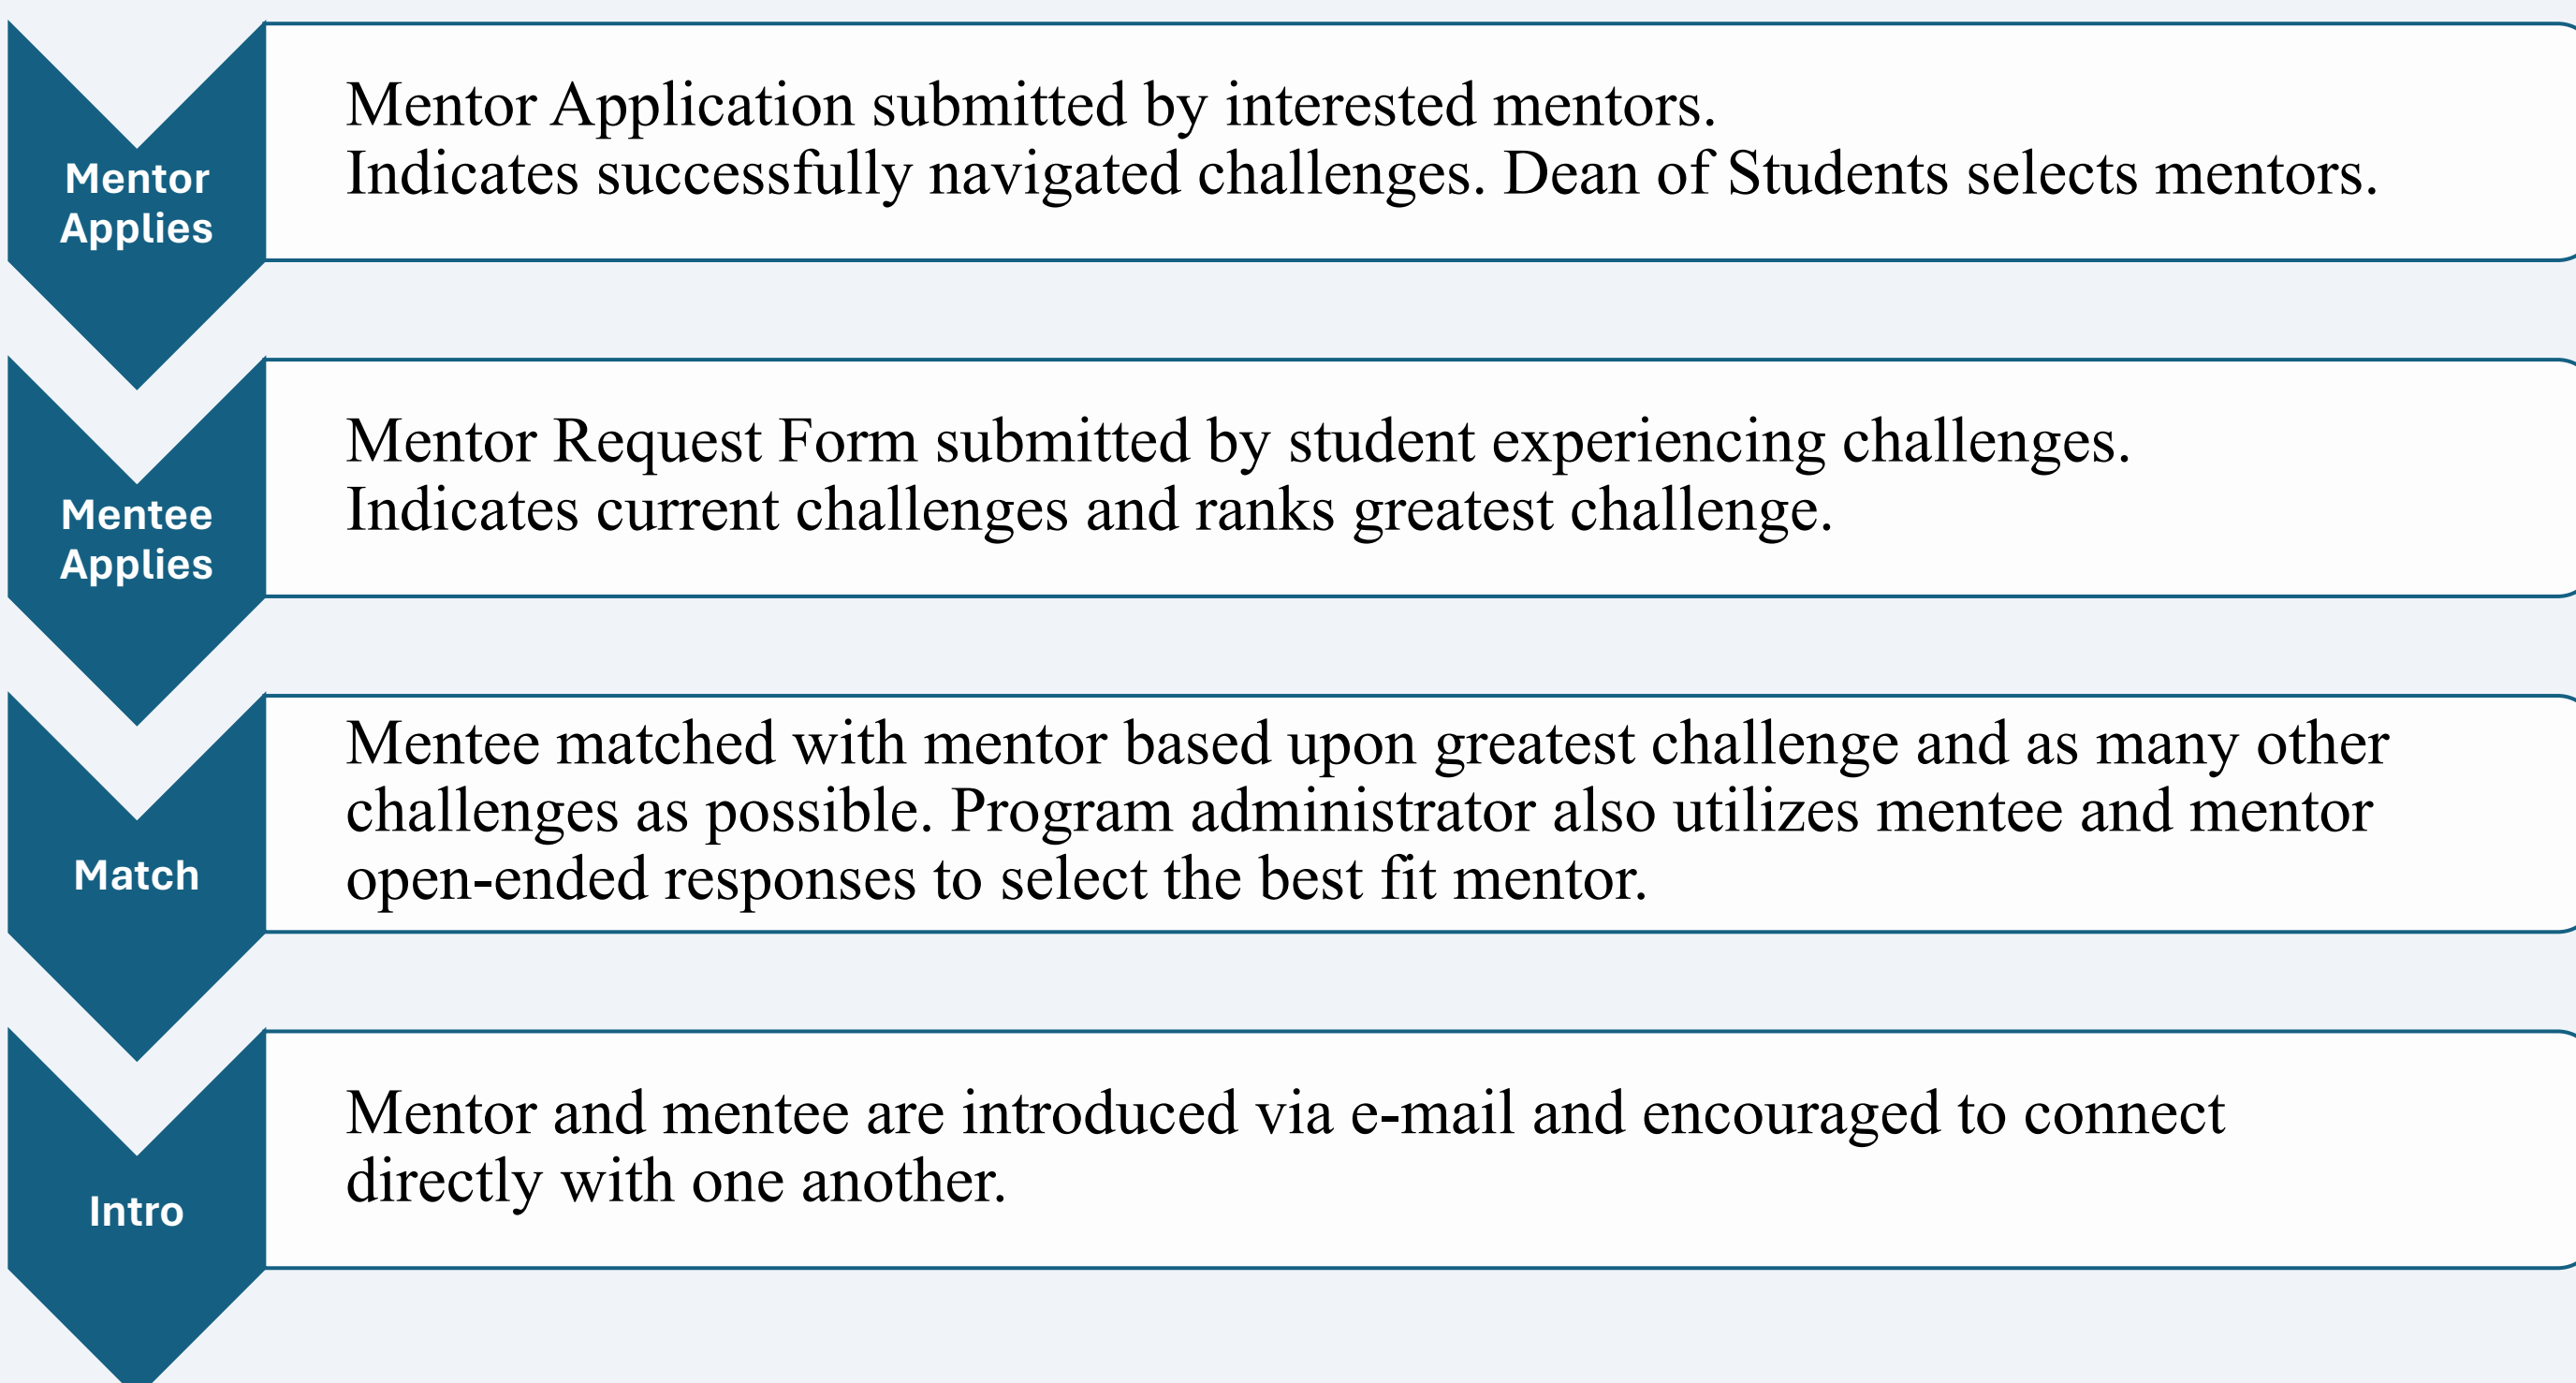 Mentor
Applies
Mentor Application submitted by interested mentors.
Indicates successfully navigated challenges. Dean of Students selects mentors.
Mentee
Applies
Mentor Request Form submitted by student experiencing challenges.
Indicates current challenges and ranks greatest challenge.
Match
Mentee matched with mentor based upon greatest challenge and as many other
challenges as possible. Program administrator also utilizes mentee and mentor
open-ended responses to select the best fit mentor.
Intro
Mentor and mentee are introduced via e-mail and encouraged to connect
directly with one another.